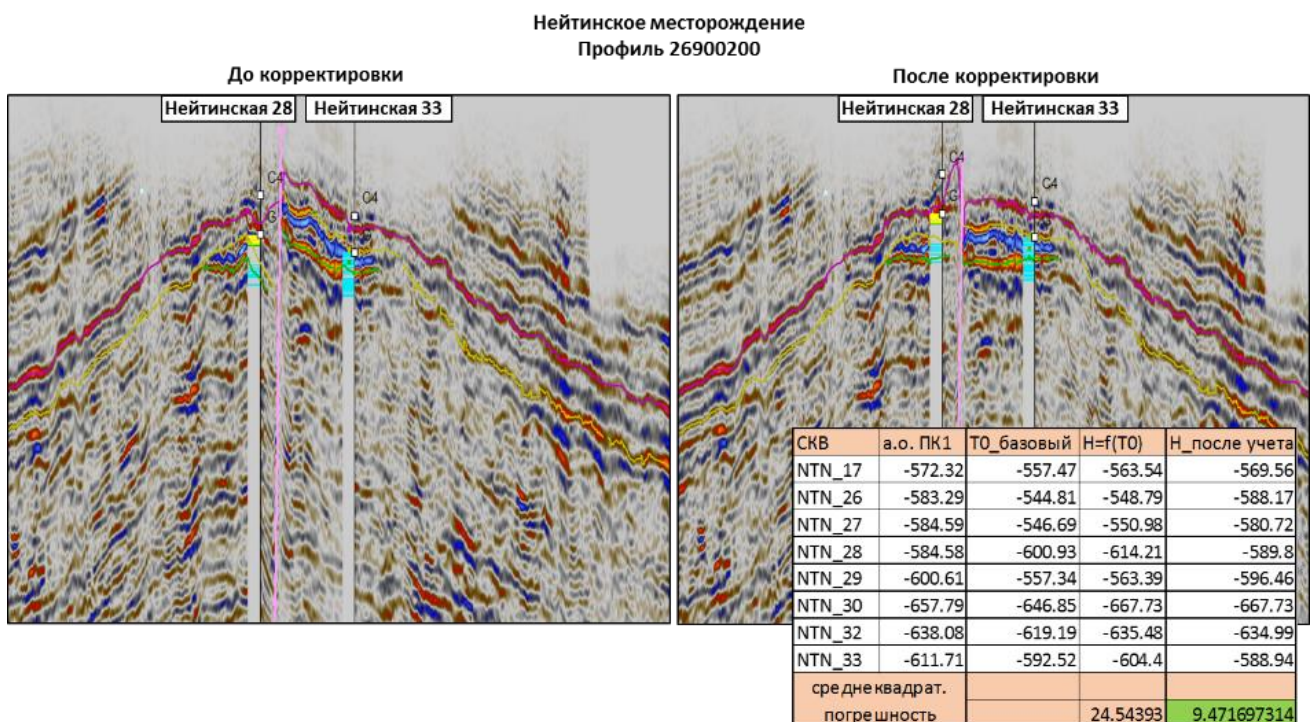 Нейтинское месторождение
Профиль 26900200
До корректировки
После корректировки
Нейтинская 28
Нейтинская 33
C4
G
C4
Нейтинская 28
Нейтинская 33
C4
G
C4
СКВ а.о. ПК1 Т0_базовый H=f(T0) Н_после учета
NTN_17 -572.32 -557.47 -563.54 -569.56
NTN_26 -583.29 -544.81 -548.79 -588.17
NTN_27 -584.59 -546.69 -550.98 -580.72
NTN_28 -584.58 -600.93 -614.21 -589.8
NTN_29 -600.61 -557.34 -563.39 -596.46
NTN_30 -657.79 -646.85 -667.73 -667.73
NTN_32 -638.08 -619.19 -635.48 -634.99
NTN_33 -611.71 -592.52 -604.4 -588.94
среднеквадрат.
погрешность 24.54393 9.471697314